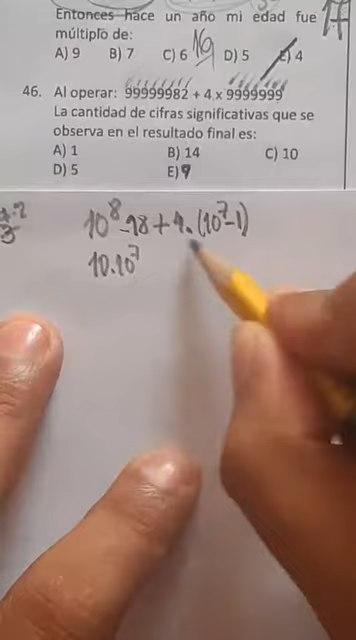 Entonces hace un año mi edad fue
múltiplo de:
A) 9 B) 7 C) 6 No D) 5 E) 4
46. Al operar: 99999982 + 4 x 9999999
La cantidad de cifras significativas que se
observa en el resultado final es:
A) 1 B) 14 C) 10
D) 5 E) 9
10⁸-18+4.(10⁷-1)
10.10⁷